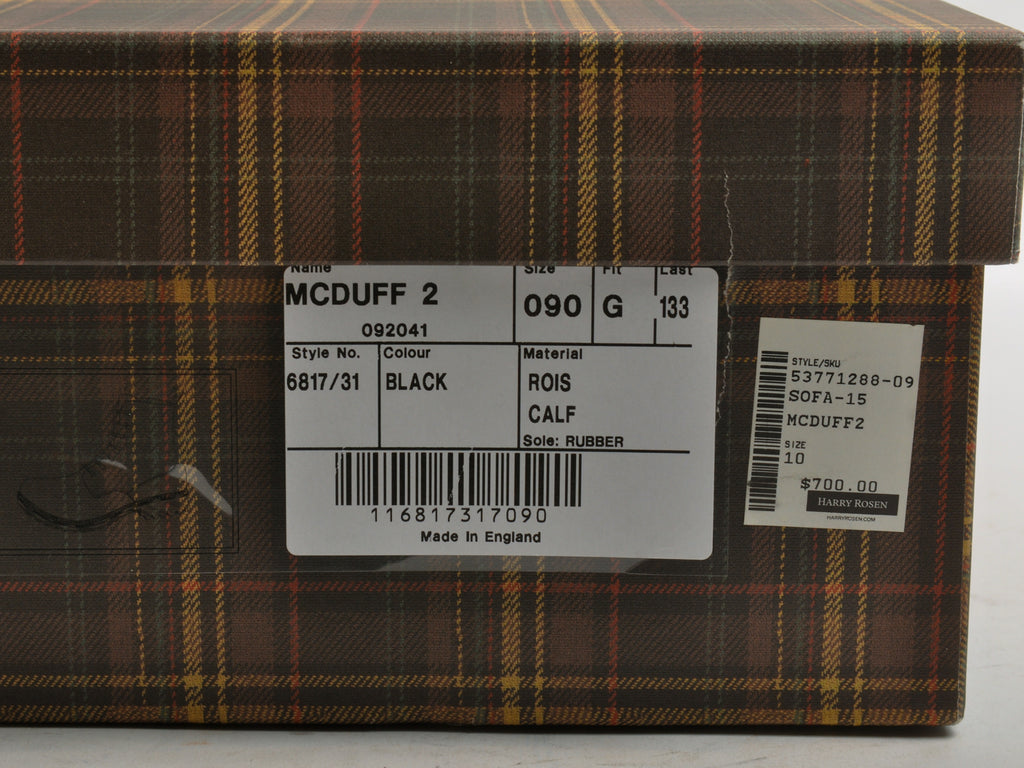 Name Size Fit Last
MCDUFF 2 090 G 133
092041
Style No. Colour Material
6817/31 BLACK ROIS
CALF
Sole: RUBBER
116817317090
Made In England
STYLE/SKU
53771288-09
SOFA-15
MCDUFF2
SIZE
10
$700.00
HARRY ROSEN
HARRYROSEN.COM